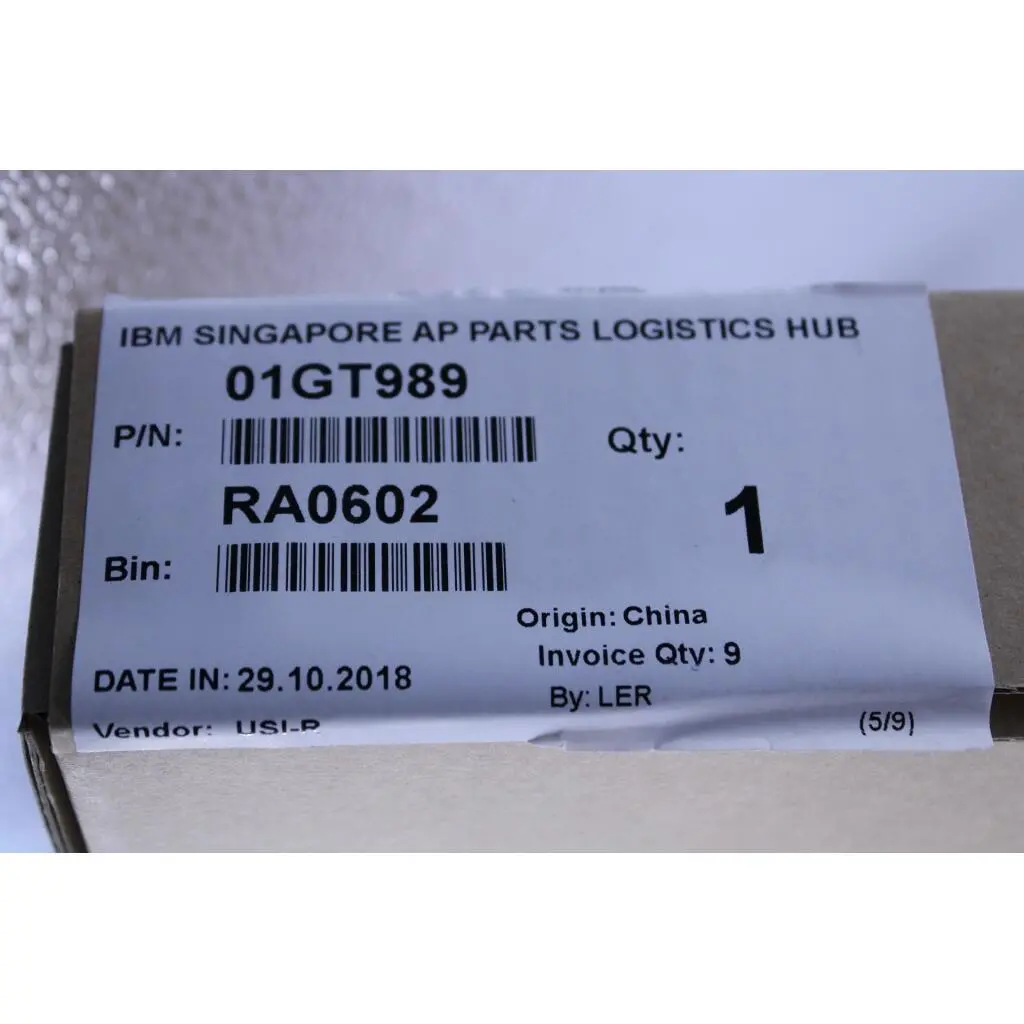 IBM SINGAPORE AP PARTS LOGISTICS HUB
01GT989
P/N:
Qty:
RA0602
1
Bin:
Origin: China
Invoice Qty: 9
DATE IN: 29.10.2018
By: LER
Vendor:
(5/9)